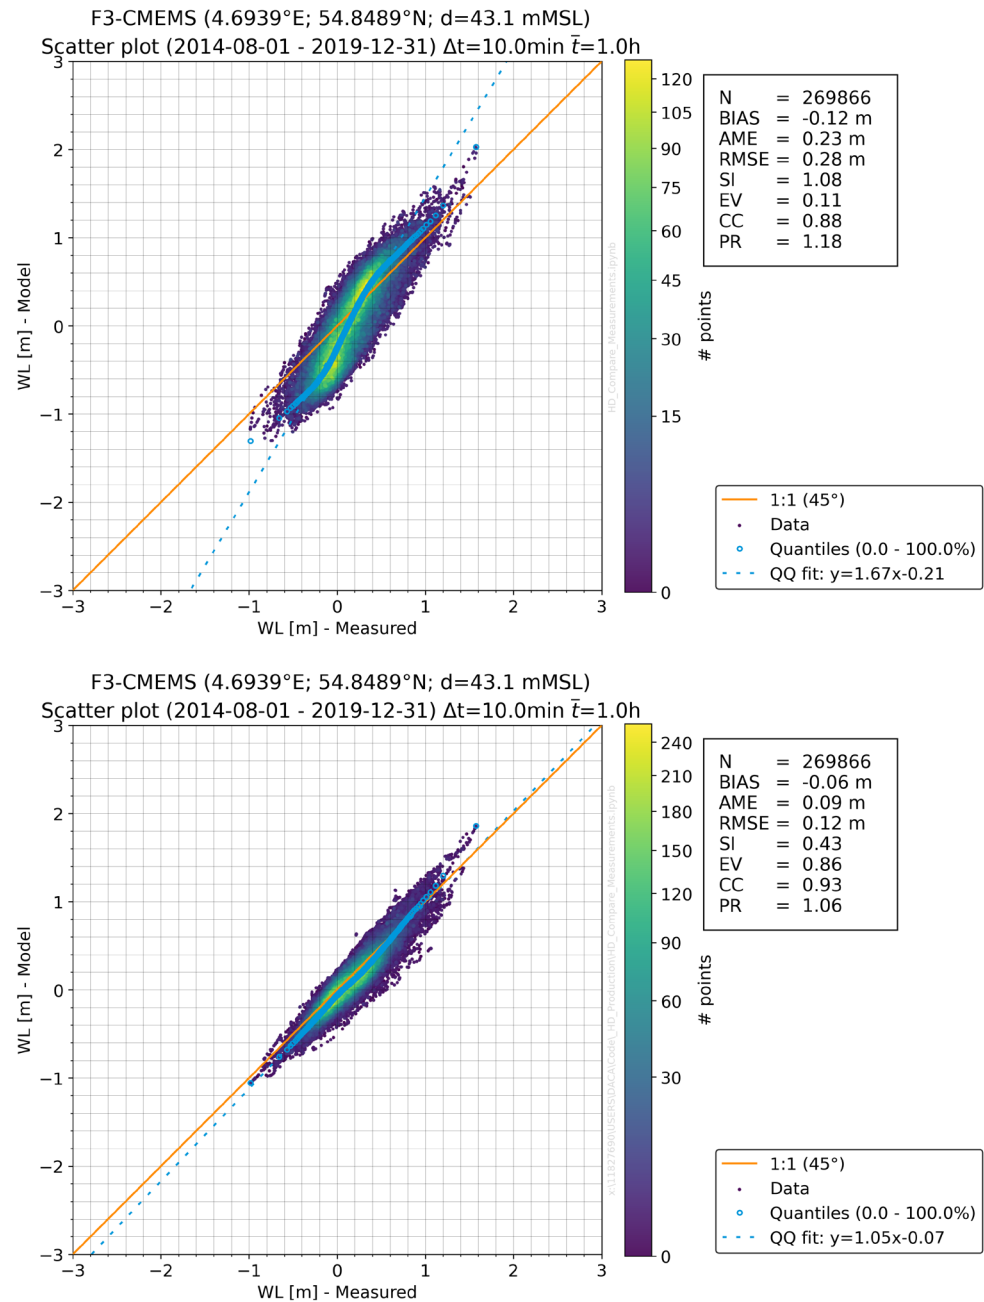 F3-CMEMS (4.6939°E; 54.8489°N; d=43.1 mMSL)
Scatter plot (2014-08-01 - 2019-12-31) Δt=10.0min t̅=1.0h
3
2
1
0
−1
−2
−3
WL [m] - Model
−3 −2 −1 0 1 2 3
WL [m] - Measured
HD_Compare_Measurements.ipynb
120
105
90
75
60
45
30
15
0
# points
N = 269866
BIAS = -0.12 m
AME = 0.23 m
RMSE = 0.28 m
SI = 1.08
EV = 0.11
CC = 0.88
PR = 1.18
1:1 (45°)
Data
Quantiles (0.0 - 100.0%)
QQ fit: y=1.67x-0.21
F3-CMEMS (4.6939°E; 54.8489°N; d=43.1 mMSL)
Scatter plot (2014-08-01 - 2019-12-31) Δt=10.0min t̅=1.0h
3
2
1
0
−1
−2
−3
WL [m] - Model
−3 −2 −1 0 1 2 3
WL [m] - Measured
x:\11827690\USERS\DACA\Code\_HD_Production\HD_Compare_Measurements.ipynb
240
210
180
150
120
90
60
30
0
# points
N = 269866
BIAS = -0.06 m
AME = 0.09 m
RMSE = 0.12 m
SI = 0.43
EV = 0.86
CC = 0.93
PR = 1.06
1:1 (45°)
Data
Quantiles (0.0 - 100.0%)
QQ fit: y=1.05x-0.07